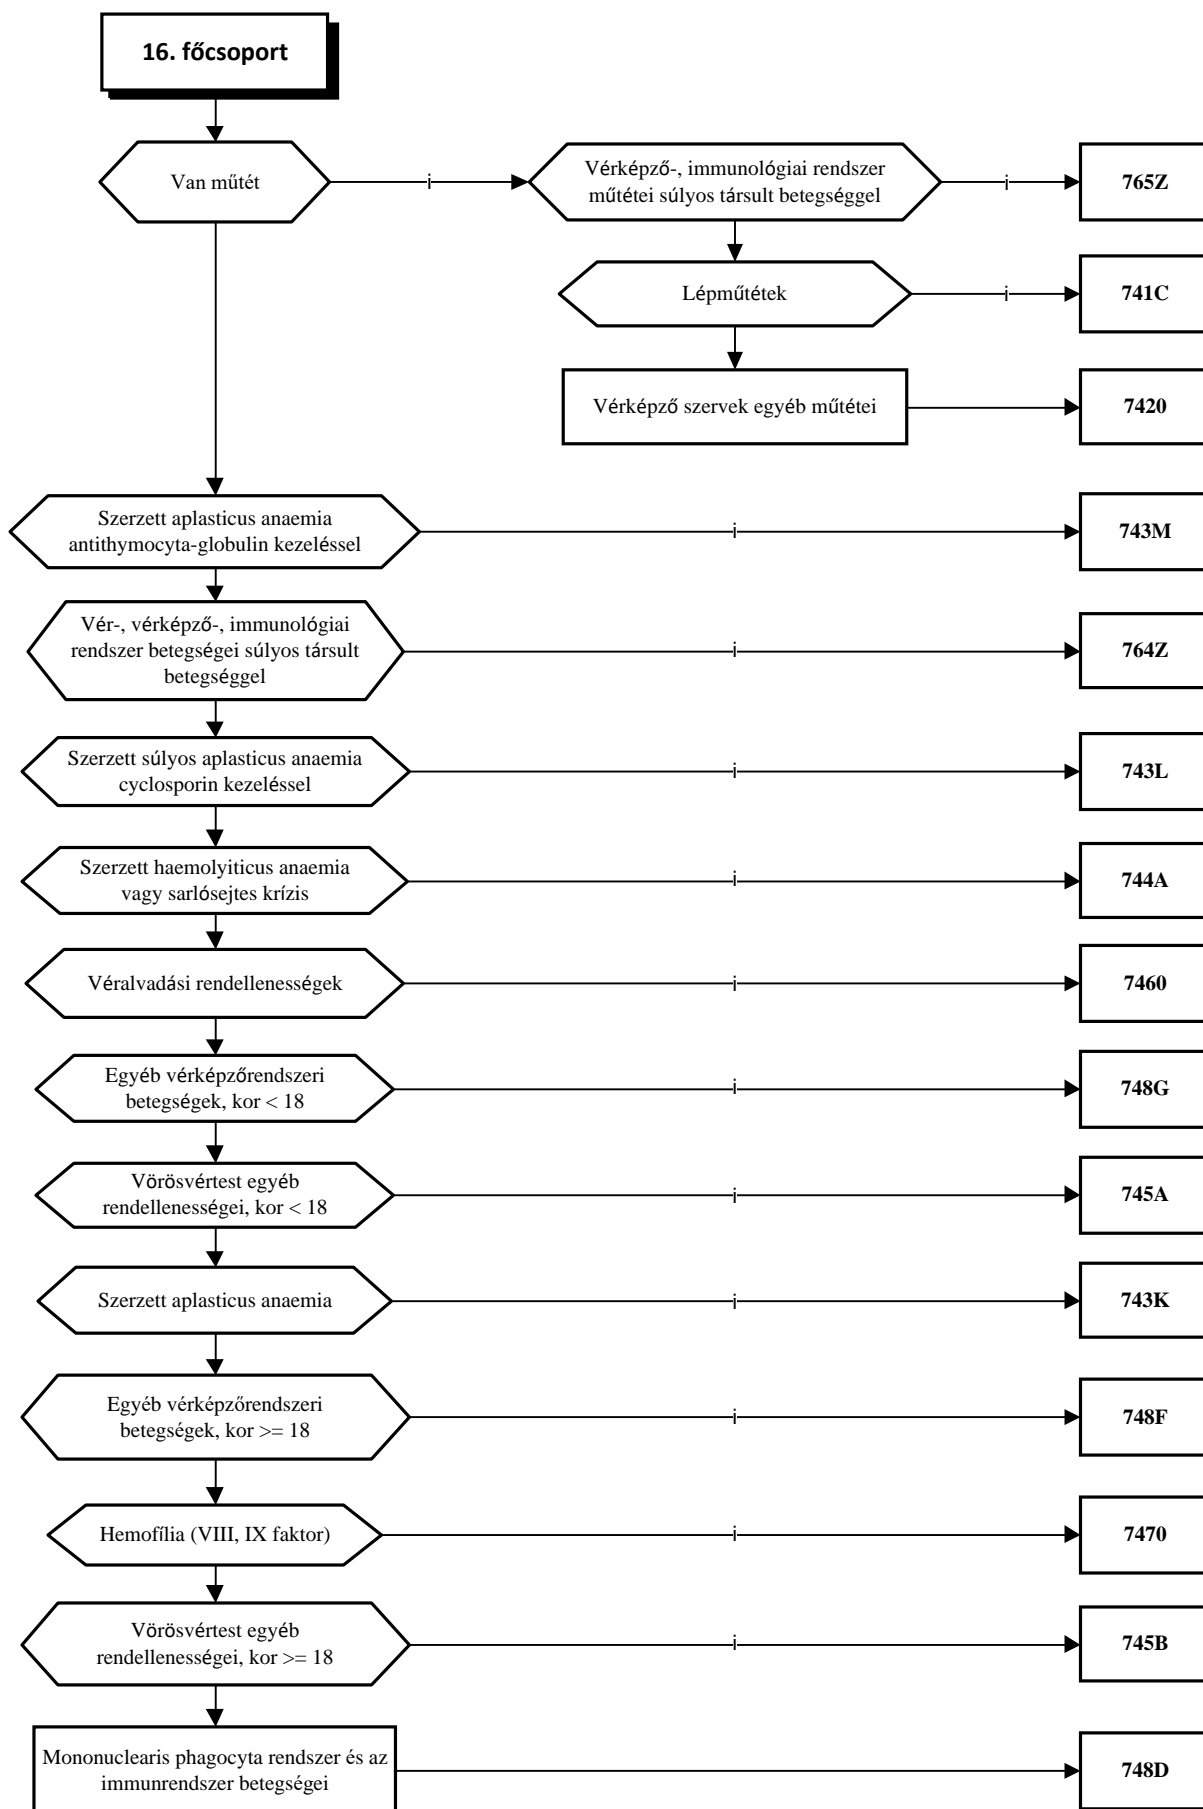 16. főcsoport
Van műtét
i
Vérképző-, immunológiai rendszer
műtétei súlyos társult betegséggel
i
765Z
Lépműtétek
i
741C
Vérképző szervek egyéb műtétei
7420
Szerzett aplasticus anaemia
antithymocyta-globulin kezeléssel
i
743M
Vér-, vérképző-, immunológiai
rendszer betegségei súlyos társult
betegséggel
i
764Z
Szerzett súlyos aplasticus anaemia
cyclosporin kezeléssel
i
743L
Szerzett haemolyiticus anaemia
vagy sarlósejtes krízis
i
744A
Véralvadási rendellenességek
i
7460
Egyéb vérképzőrendszeri
betegségek, kor < 18
i
748G
Vörösvértest egyéb
rendellenességei, kor < 18
i
745A
Szerzett aplasticus anaemia
i
743K
Egyéb vérképzőrendszeri
betegségek, kor >= 18
i
748F
Hemofília (VIII, IX faktor)
i
7470
Vörösvértest egyéb
rendellenességei, kor >= 18
i
745B
Mononuclearis phagocyta rendszer és az
immunrendszer betegségei
748D